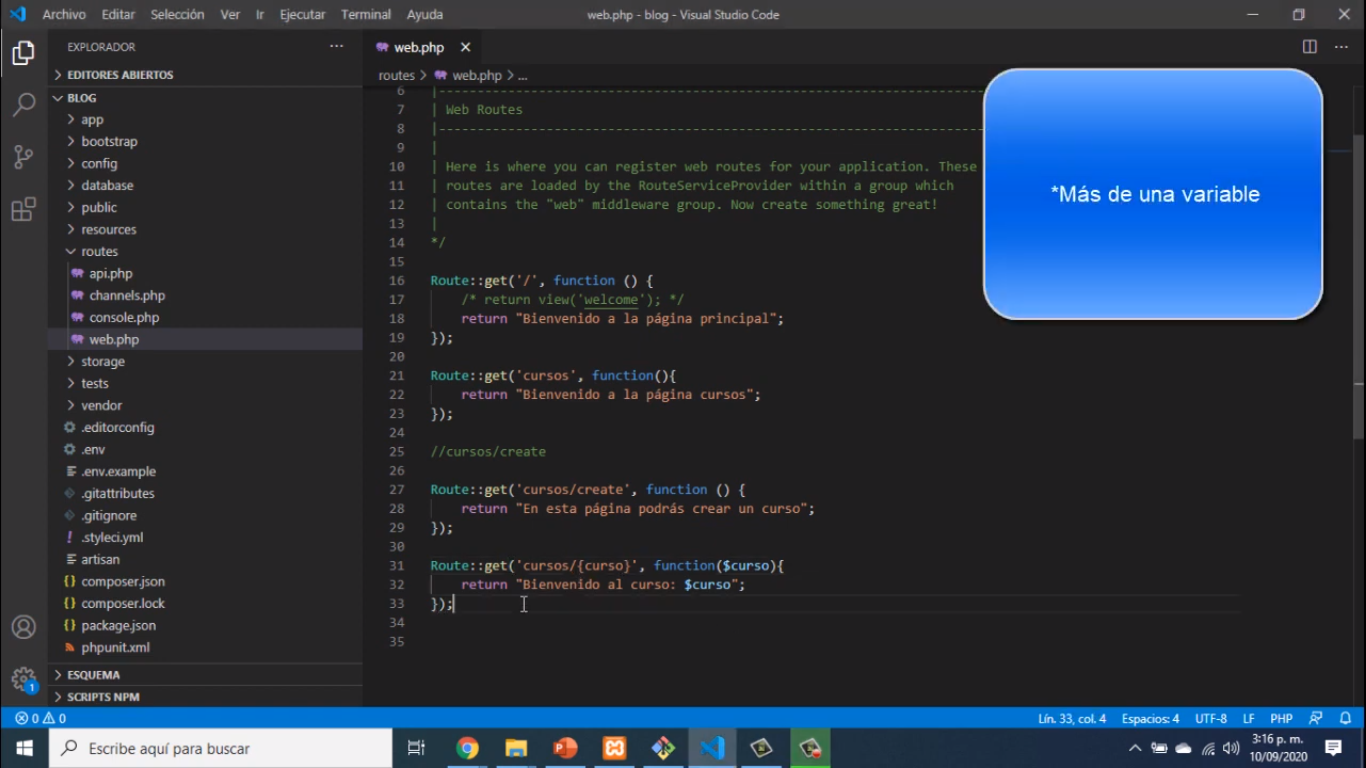 Archivo Editar Selección Ver Ir Ejecutar Terminal Ayuda web.php - blog - Visual Studio Code
EXPLORADOR
EDITORES ABIERTOS
BLOG
app
bootstrap
config
database
public
resources
routes
api.php
channels.php
console.php
web.php
storage
tests
vendor
.editorconfig
.env
.env.example
.gitattributes
.gitignore
.styleci.yml
artisan
composer.json
composer.lock
package.json
phpunit.xml
ESQUEMA
SCRIPTS NPM
web.php
routes > web.php > ...
6 |--------------------------------------------------------------------------
7 | Web Routes
8 |--------------------------------------------------------------------------
9 |
10 | Here is where you can register web routes for your application. These
11 | routes are loaded by the RouteServiceProvider within a group which
12 | contains the "web" middleware group. Now create something great!
13 |
14 */
15
16 Route::get('/', function () {
17 /* return view('welcome'); */
18 return "Bienvenido a la página principal";
19 });
20
21 Route::get('cursos', function(){
22 return "Bienvenido a la página cursos";
23 });
24
25 //cursos/create
26
27 Route::get('cursos/create', function () {
28 return "En esta página podrás crear un curso";
29 });
30
31 Route::get('cursos/{curso}', function($curso){
32 return "Bienvenido al curso: $curso";
33 });
34
35
*Más de una variable
1
0 0 Lín. 33, col. 4 Espacios: 4 UTF-8 LF PHP
Escribe aquí para buscar
3:16 p. m.
10/09/2020